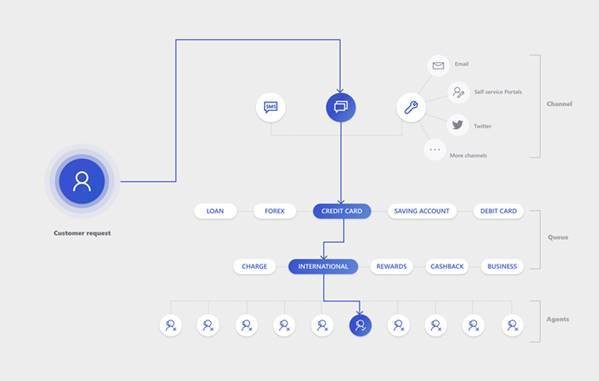 Email
Self service Portals
SMS
Channel
Twitter
More channels
LOAN
FOREX
CREDIT CARD
SAVING ACCOUNT
DEBIT CARD
Customer request
Queue
CHARGE
INTERNATIONAL
REWARDS
CASHBACK
BUSINESS
Agents